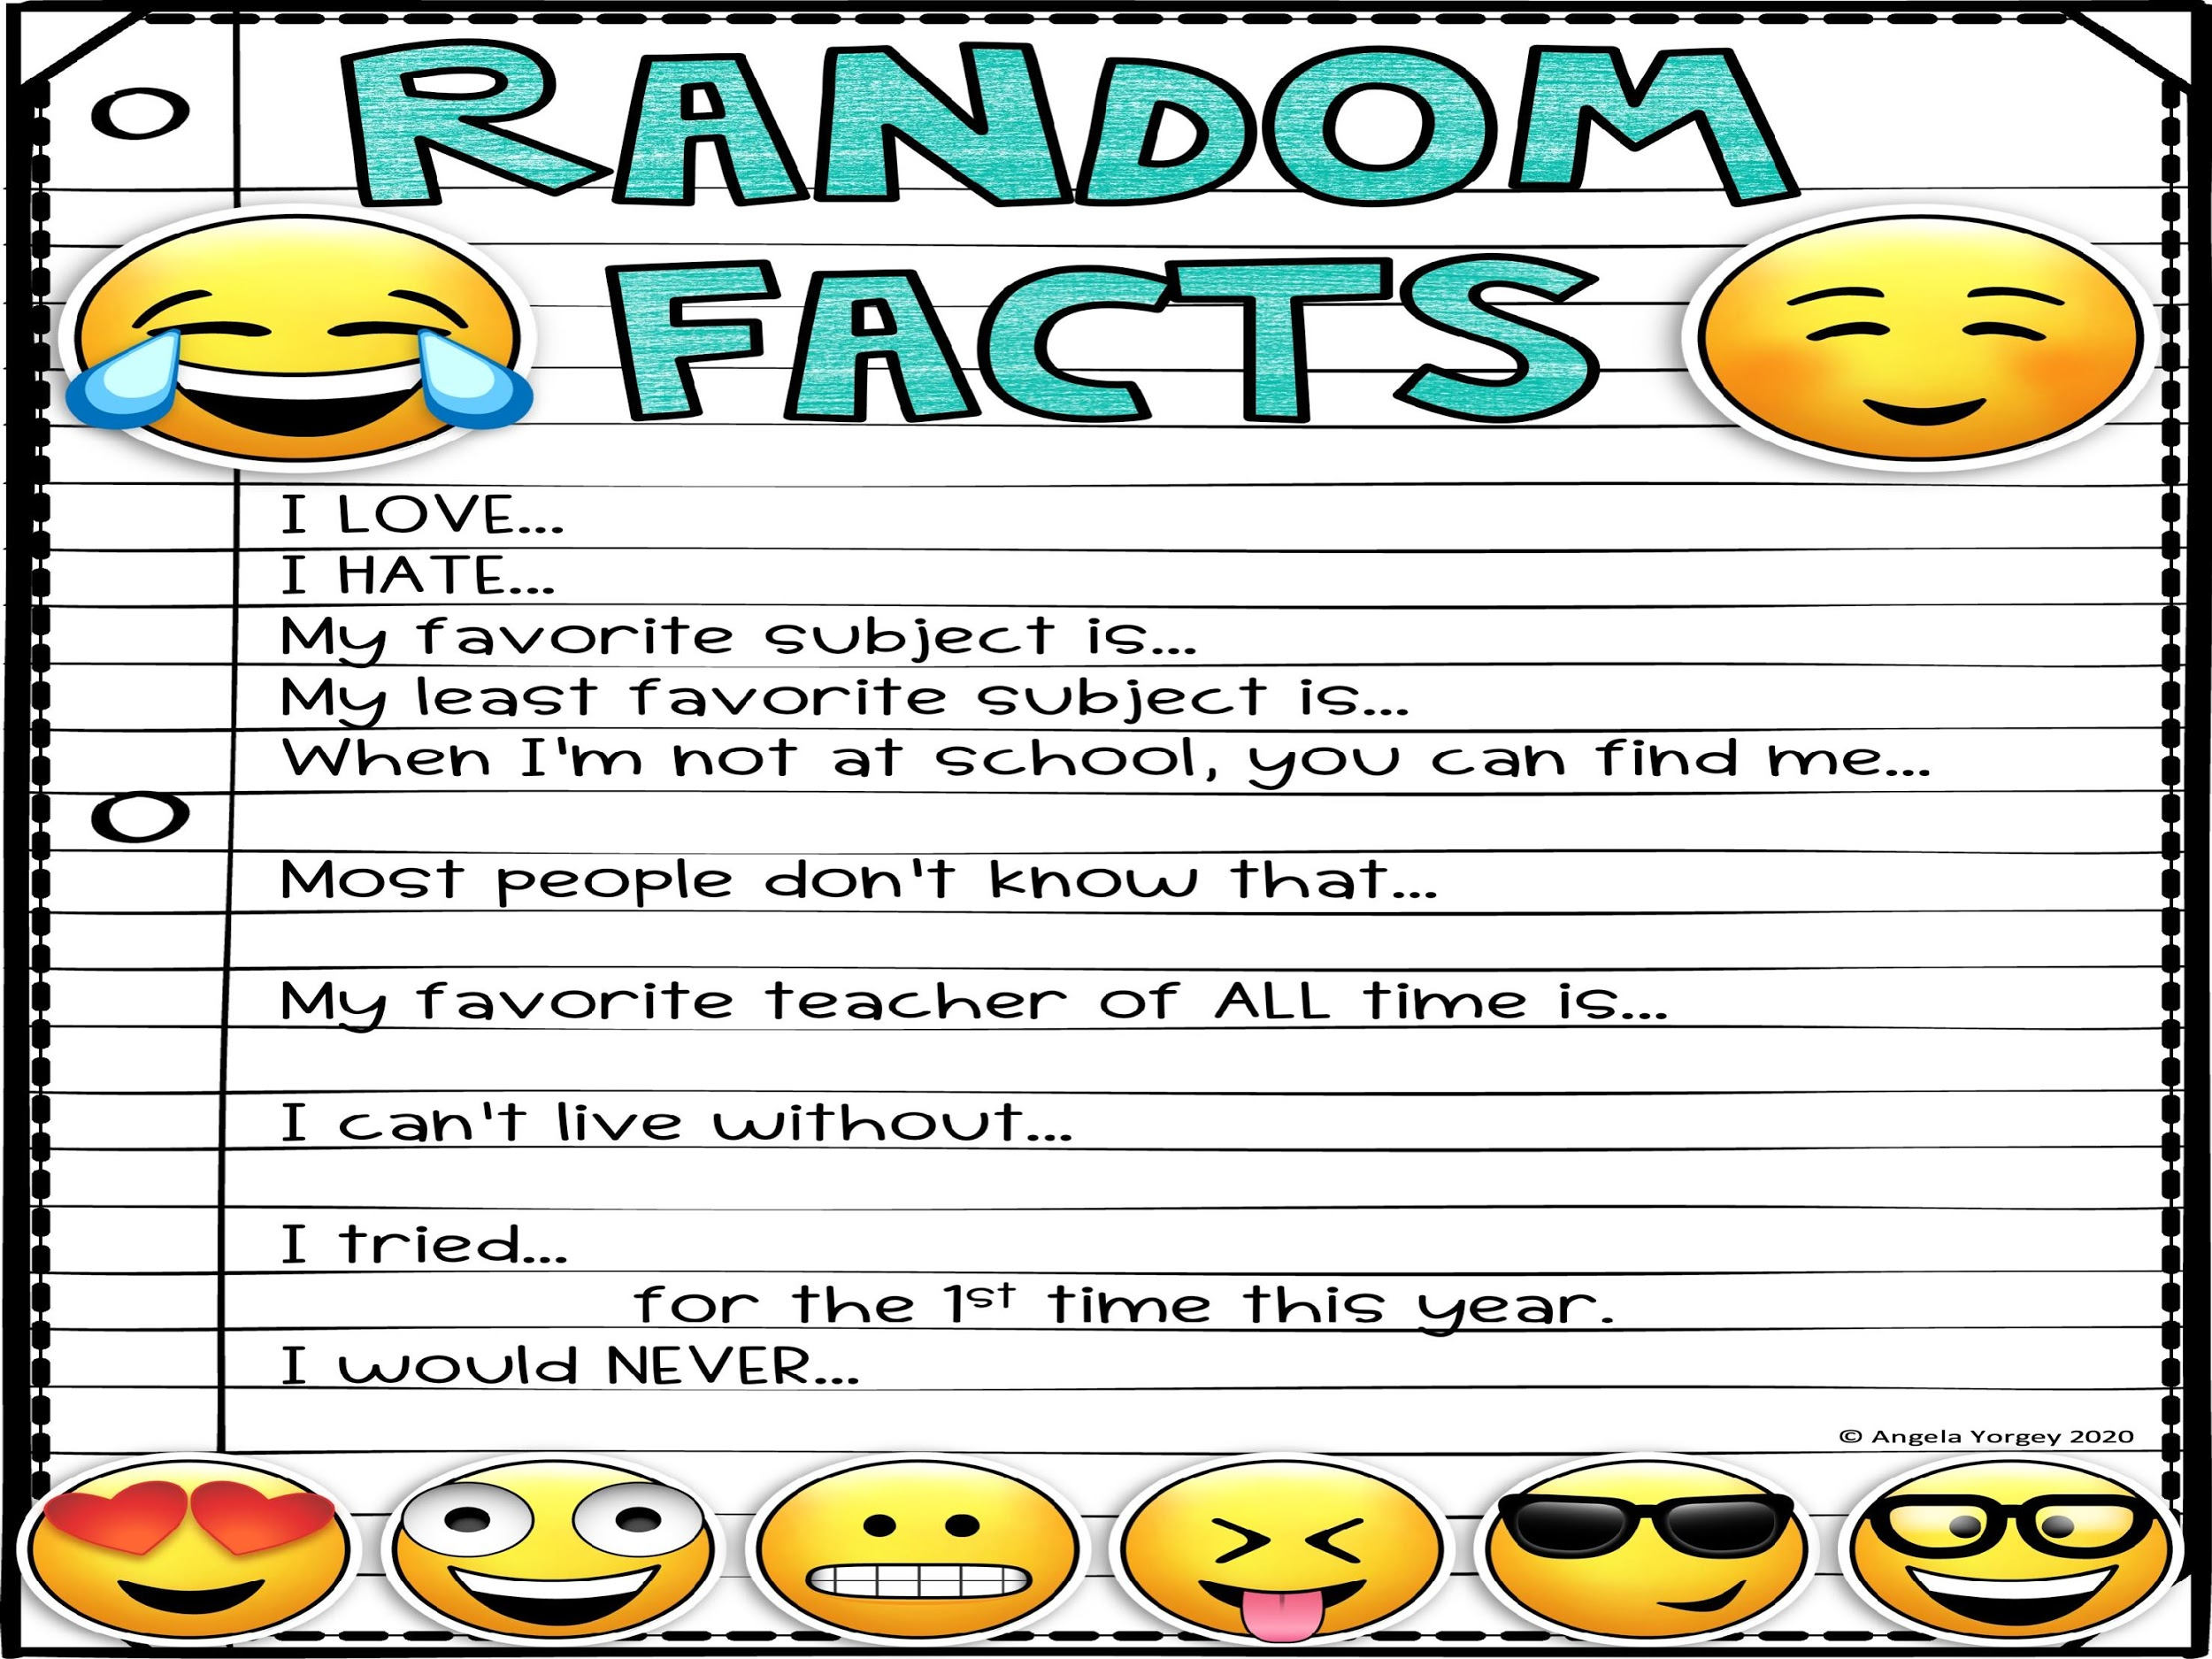 RANDOM
FACTS
I LOVE...
I HATE...
My favorite subject is...
My least favorite subject is...
When I'm not at school, you can find me...
Most people don't know that...
My favorite teacher of ALL time is...
I can't live without...
I tried...
for the 1st time this year.
I would NEVER...
© Angela Yorgey 2020